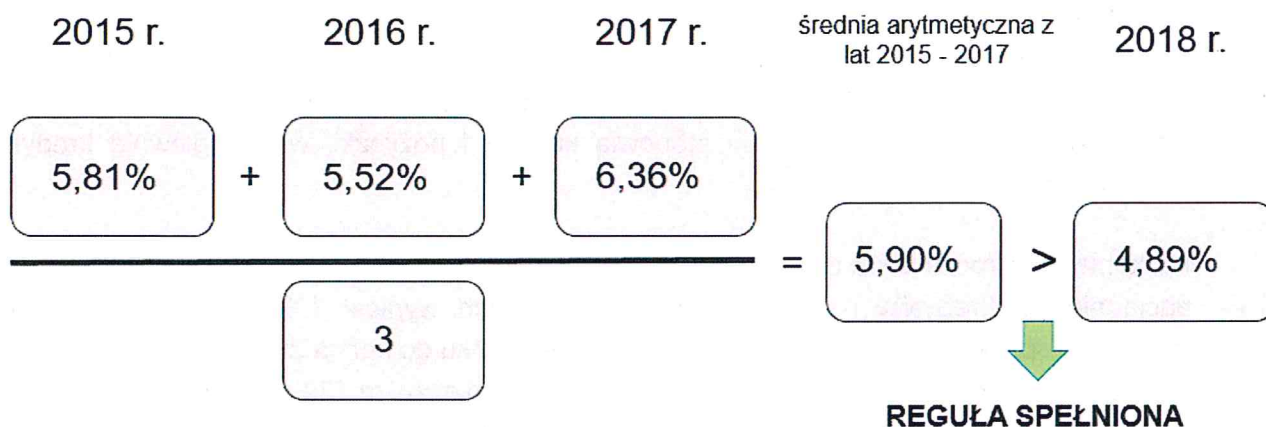 2015 r. 2016 r. 2017 r. średnia arytmetyczna z lat 2015 - 2017 2018 r.
5,81% + 5,52% + 6,36%
= 5,90% > 4,89%
3
REGUŁA SPEŁNIONA